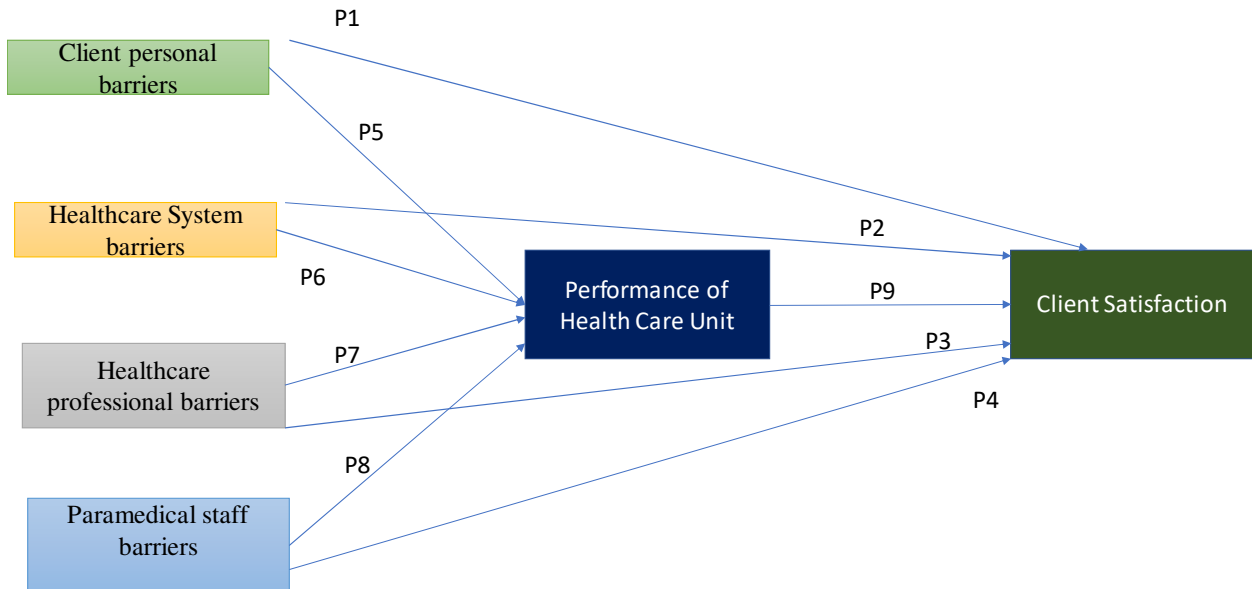 P1
Client personal
barriers
P5
Healthcare System
barriers
P2
P6
Performance of
Health Care Unit
P9
Client Satisfaction
P3
P7
Healthcare
professional barriers
P4
P8
Paramedical staff
barriers